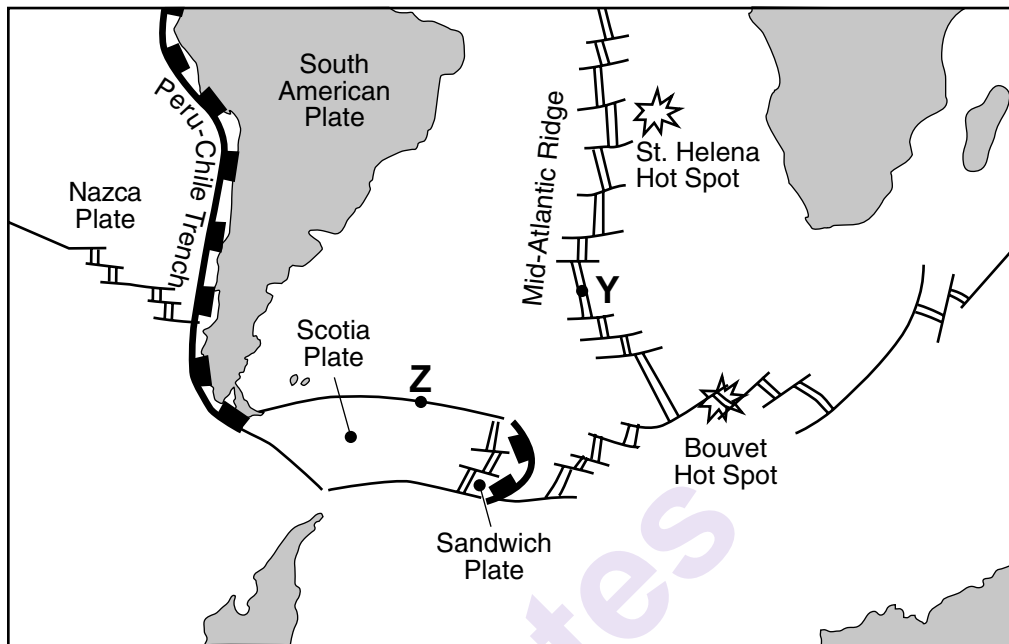 South
American
Plate
Peru-Chile Trench
Nazca
Plate
Mid-Atlantic Ridge
St. Helena
Hot Spot
Y
Scotia
Plate
Z
Bouvet
Hot Spot
Sandwich
Plate
tes